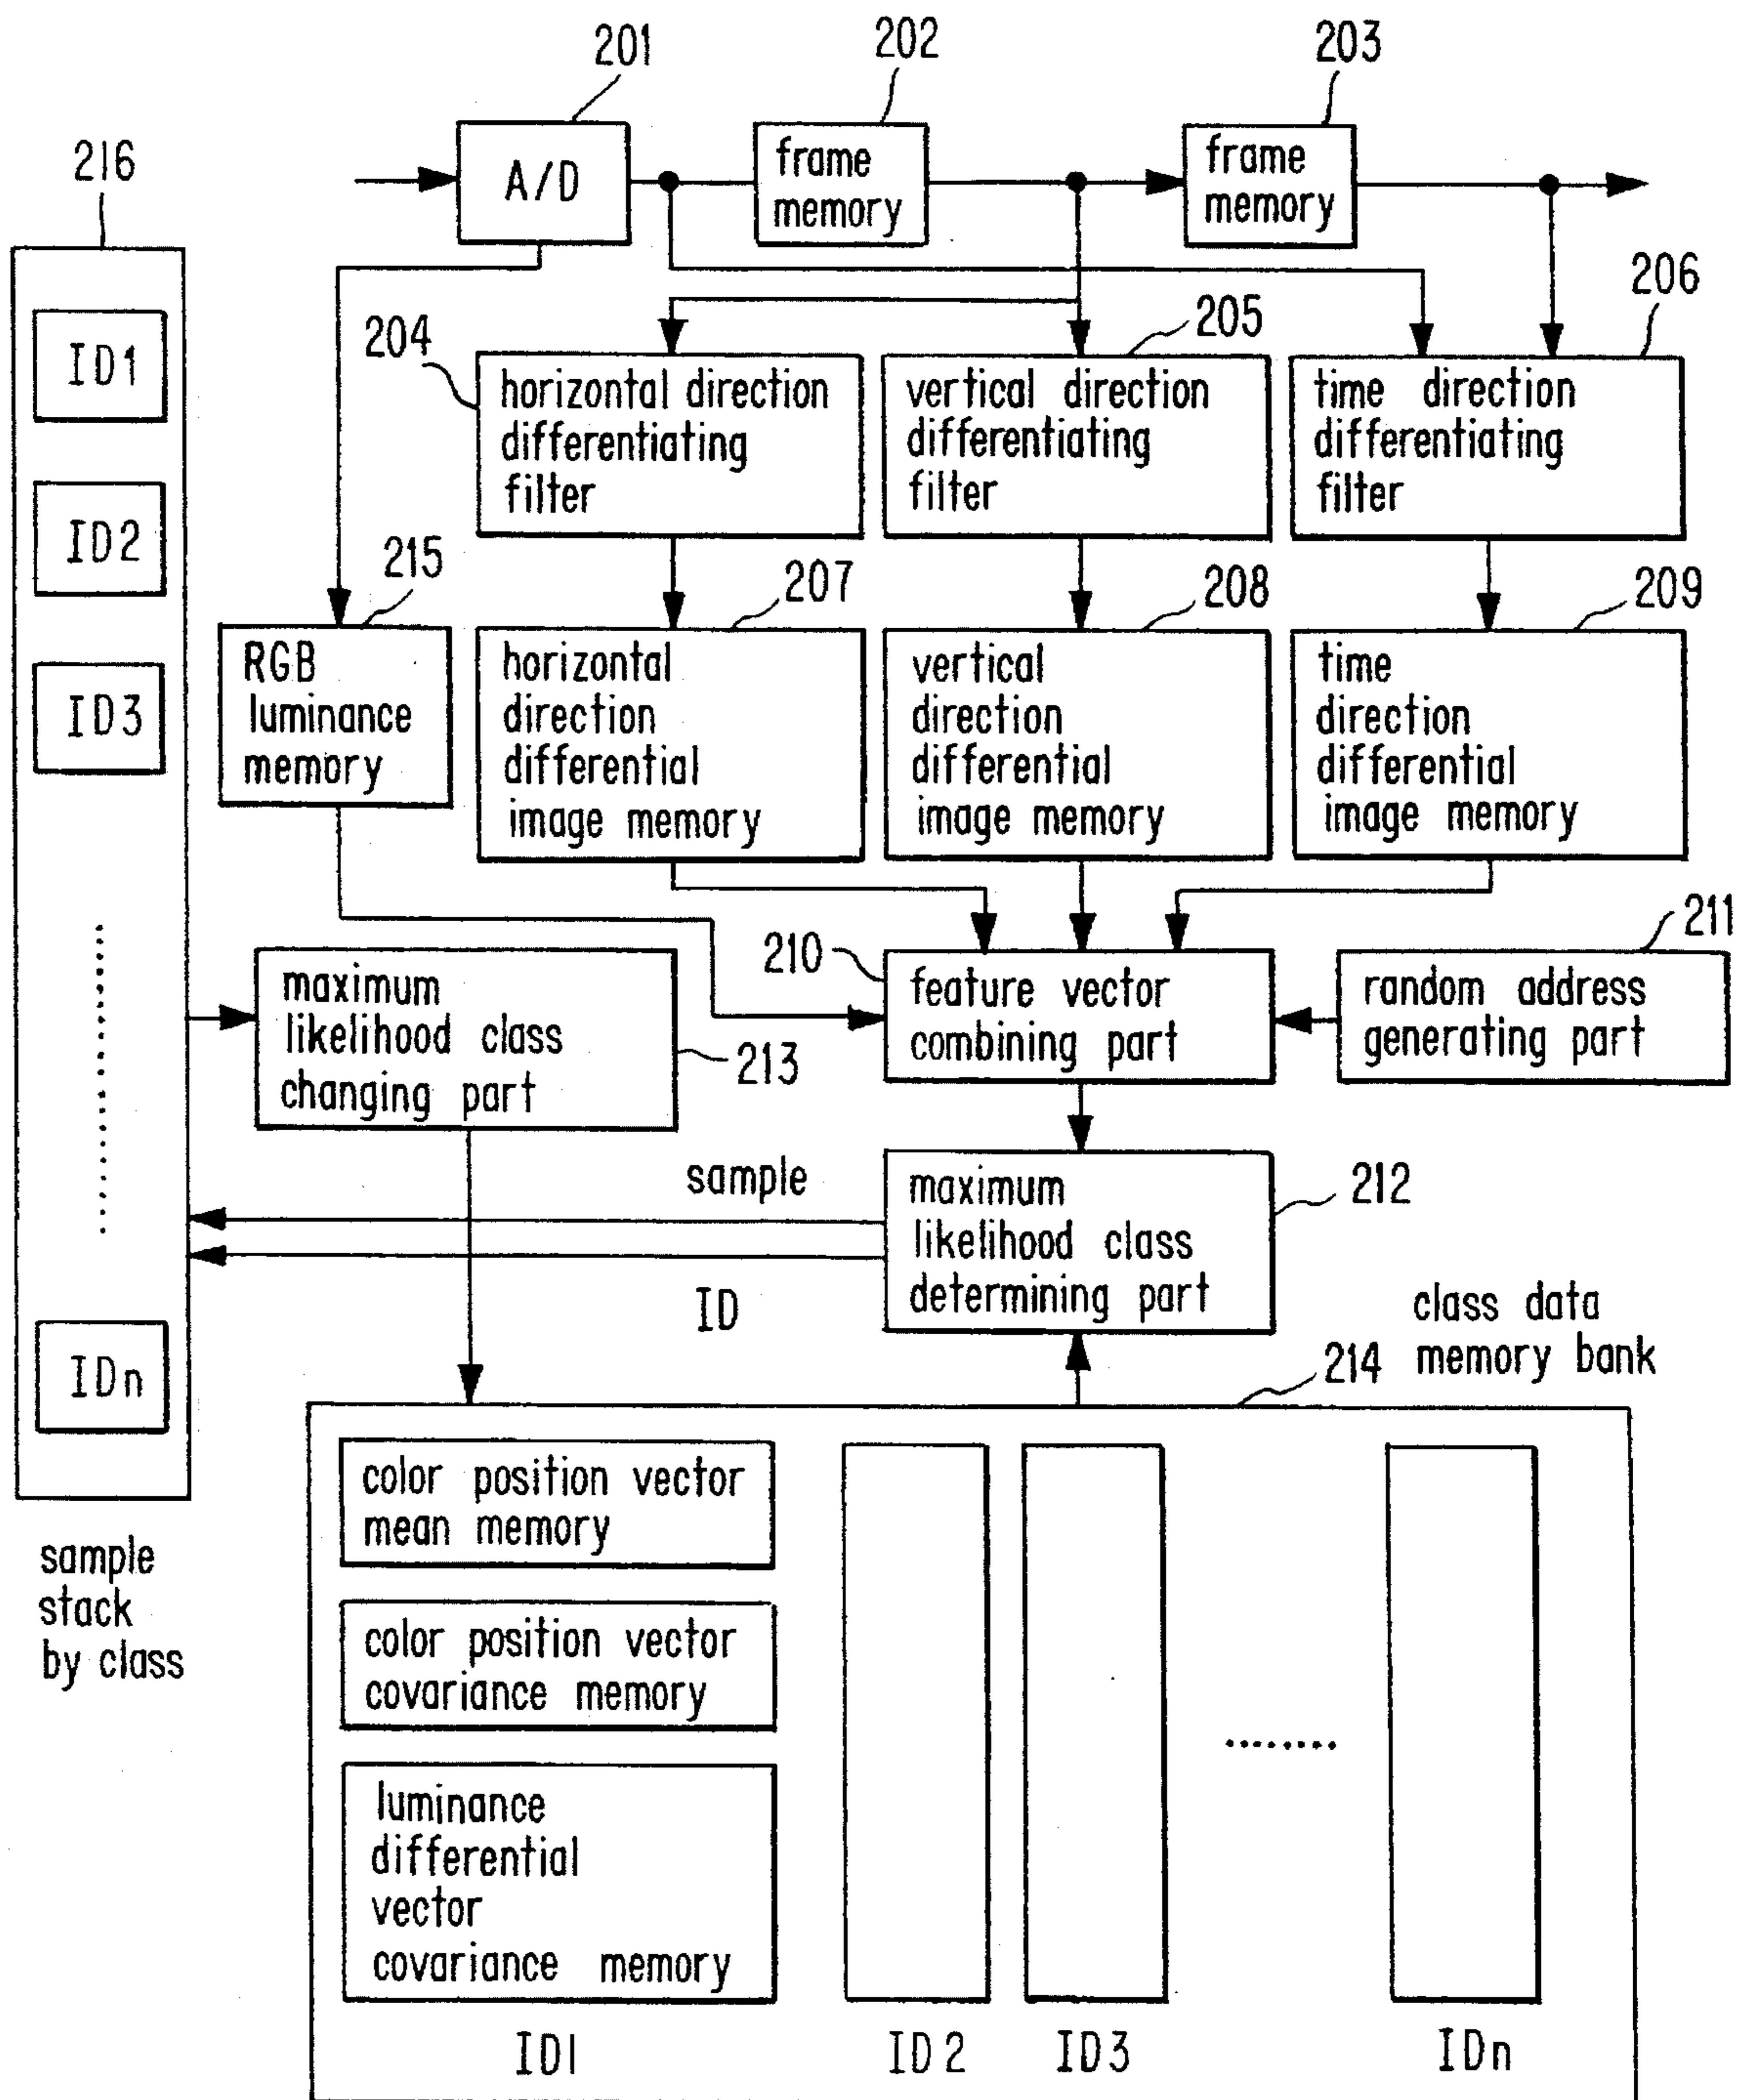 201
202
203
216
A/D
frame
memory
frame
memory
206
205
204
ID1
horizontal direction
differentiating
filter
vertical direction
differentiating
filter
time direction
differentiating
filter
ID2
215
207
208
209
ID3
RGB
luminance
memory
horizontal
direction
differential
image memory
vertical
direction
differential
image memory
time
direction
differential
image memory
211
210
maximum
likelihood class
changing part
213
feature vector
combining part
random address
generating part
sample
ID
maximum
likelihood class
determining part
212
IDn
class data
memory bank
214
sample
stack
by class
color position vector
mean memory
color position vector
covariance memory
luminance
differential
vector
covariance memory
ID1
ID2
ID3
IDn